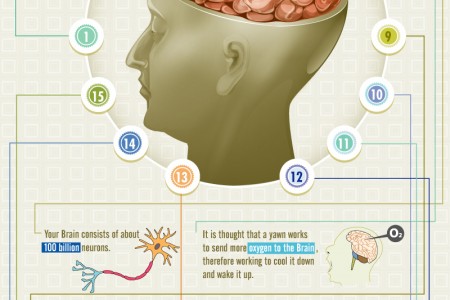 1
9
15
10
14
11
13
12
Your Brain consists of about
100 billion neurons.
It is thought that a yawn works
to send more oxygen to the Brain,
therefore working to cool it down
and wake it up.
O₂